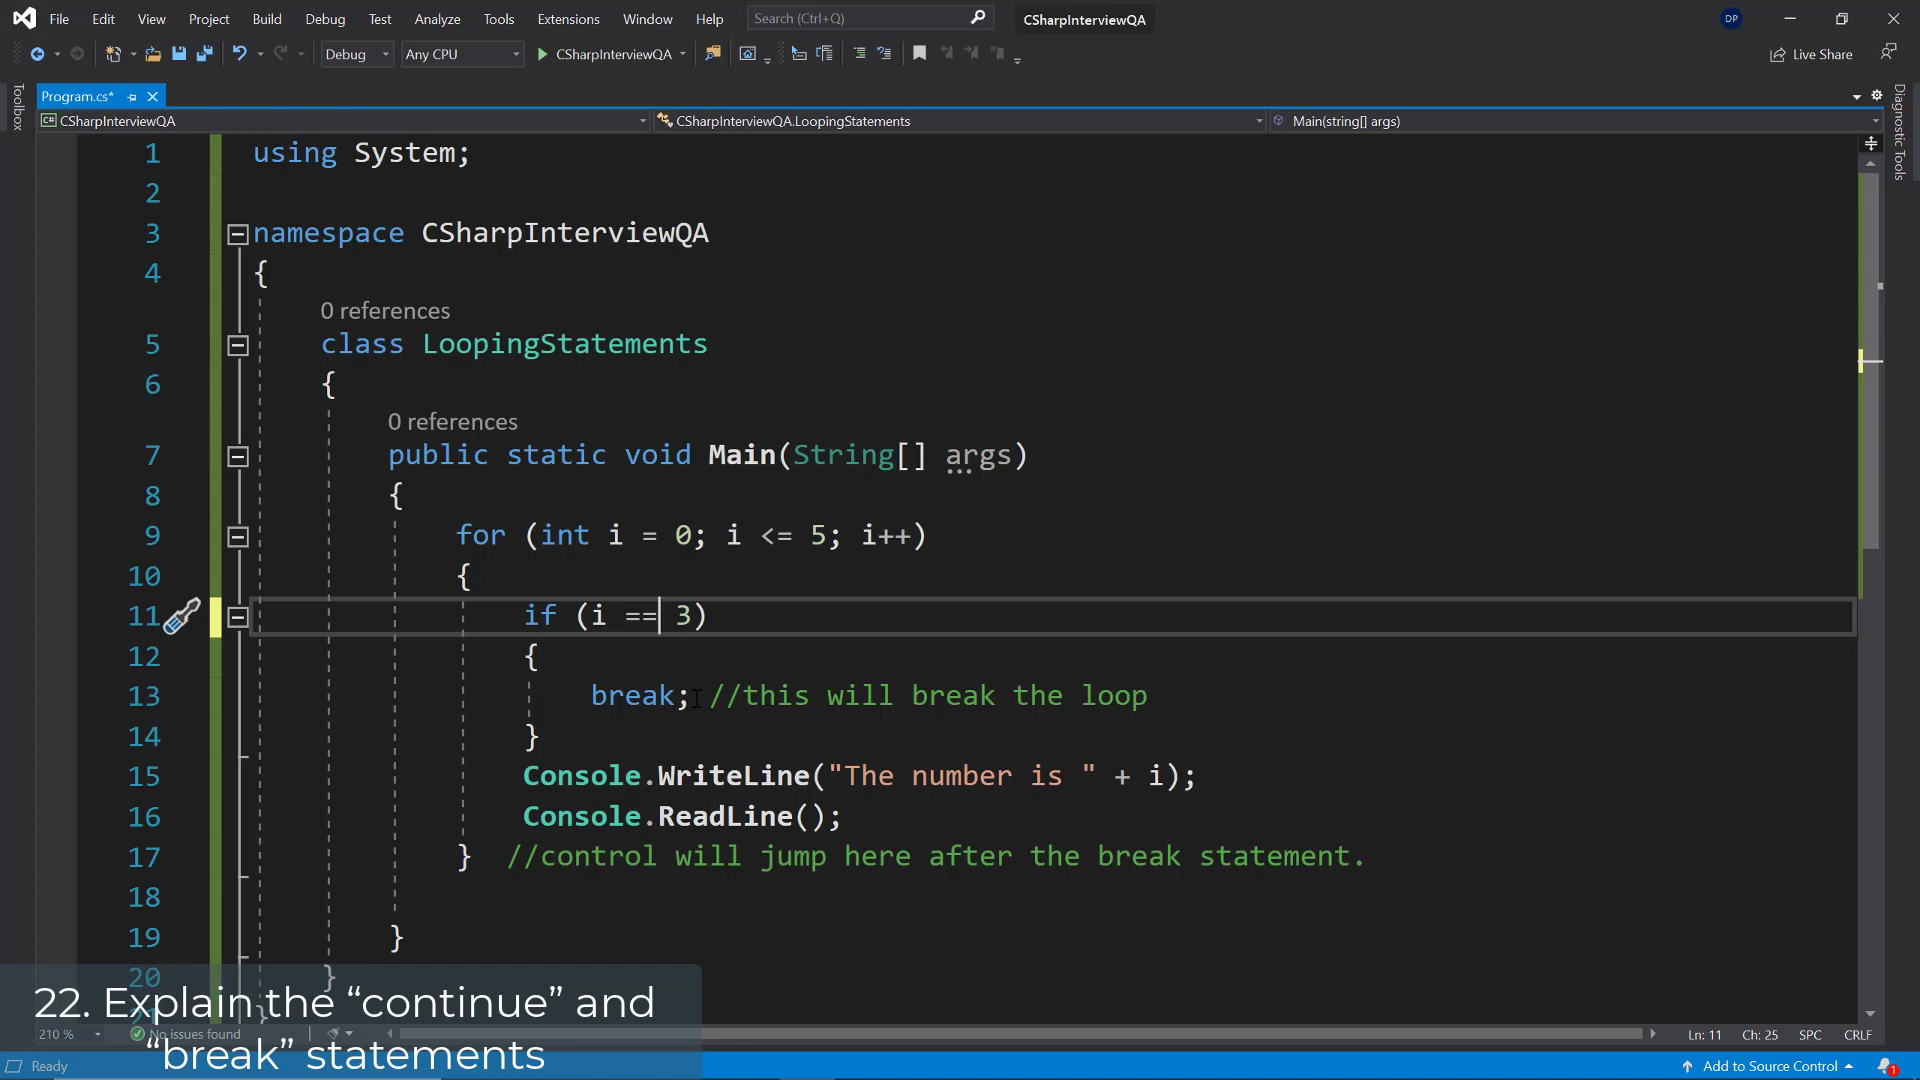 File Edit View Project Build Debug Test Analyze Tools Extensions Window Help Search (Ctrl+Q) CSharpInterviewQA DP
Debug Any CPU CSharpInterviewQA Live Share
Toolbox
Program.cs*
Diagnostic Tools
C# CSharpInterviewQA CSharpInterviewQA.LoopingStatements Main(string[] args)
1 using System;
2
3 namespace CSharpInterviewQA
4 {
0 references
5 class LoopingStatements
6 {
0 references
7 public static void Main(String[] args)
8 {
9 for (int i = 0; i <= 5; i++)
10 {
11 if (i == 3)
12 {
13 break; //this will break the loop
14 }
15 Console.WriteLine("The number is " + i);
16 Console.ReadLine();
17 } //control will jump here after the break statement.
18
19 }
20 }
22. Explain the “continue” and
“break” statements
210 % No issues found Ln: 11 Ch: 25 SPC CRLF
Ready Add to Source Control 1